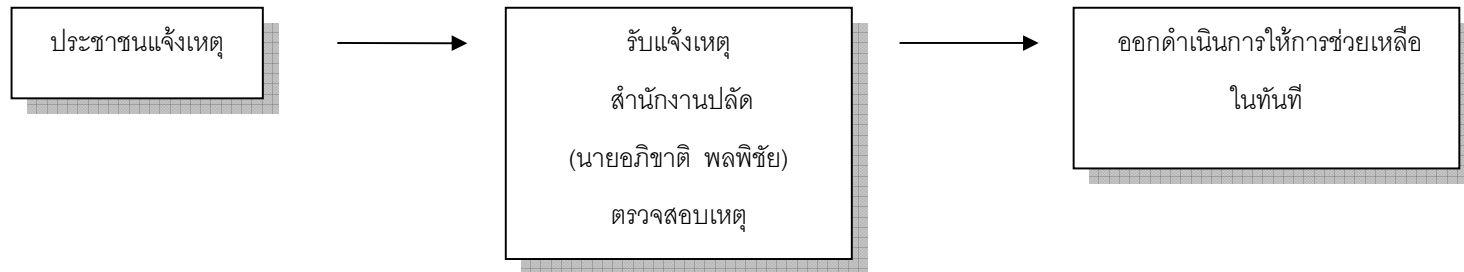 ประชาชนแจ้งเหตุ
รับแจ้งเหตุ
สำนักงานปลัด
(นายอภิขาติ พลพิชัย)
ตรวจสอบเหตุ
ออกดำเนินการให้การช่วยเหลือ
ในทันที